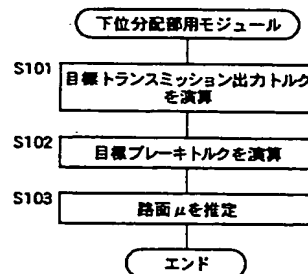 下位分配部用モジュール
S101
目標トランスミッション出力トルク
を演算
S102
目標ブレーキトルクを演算
S103
路面μを推定
エンド